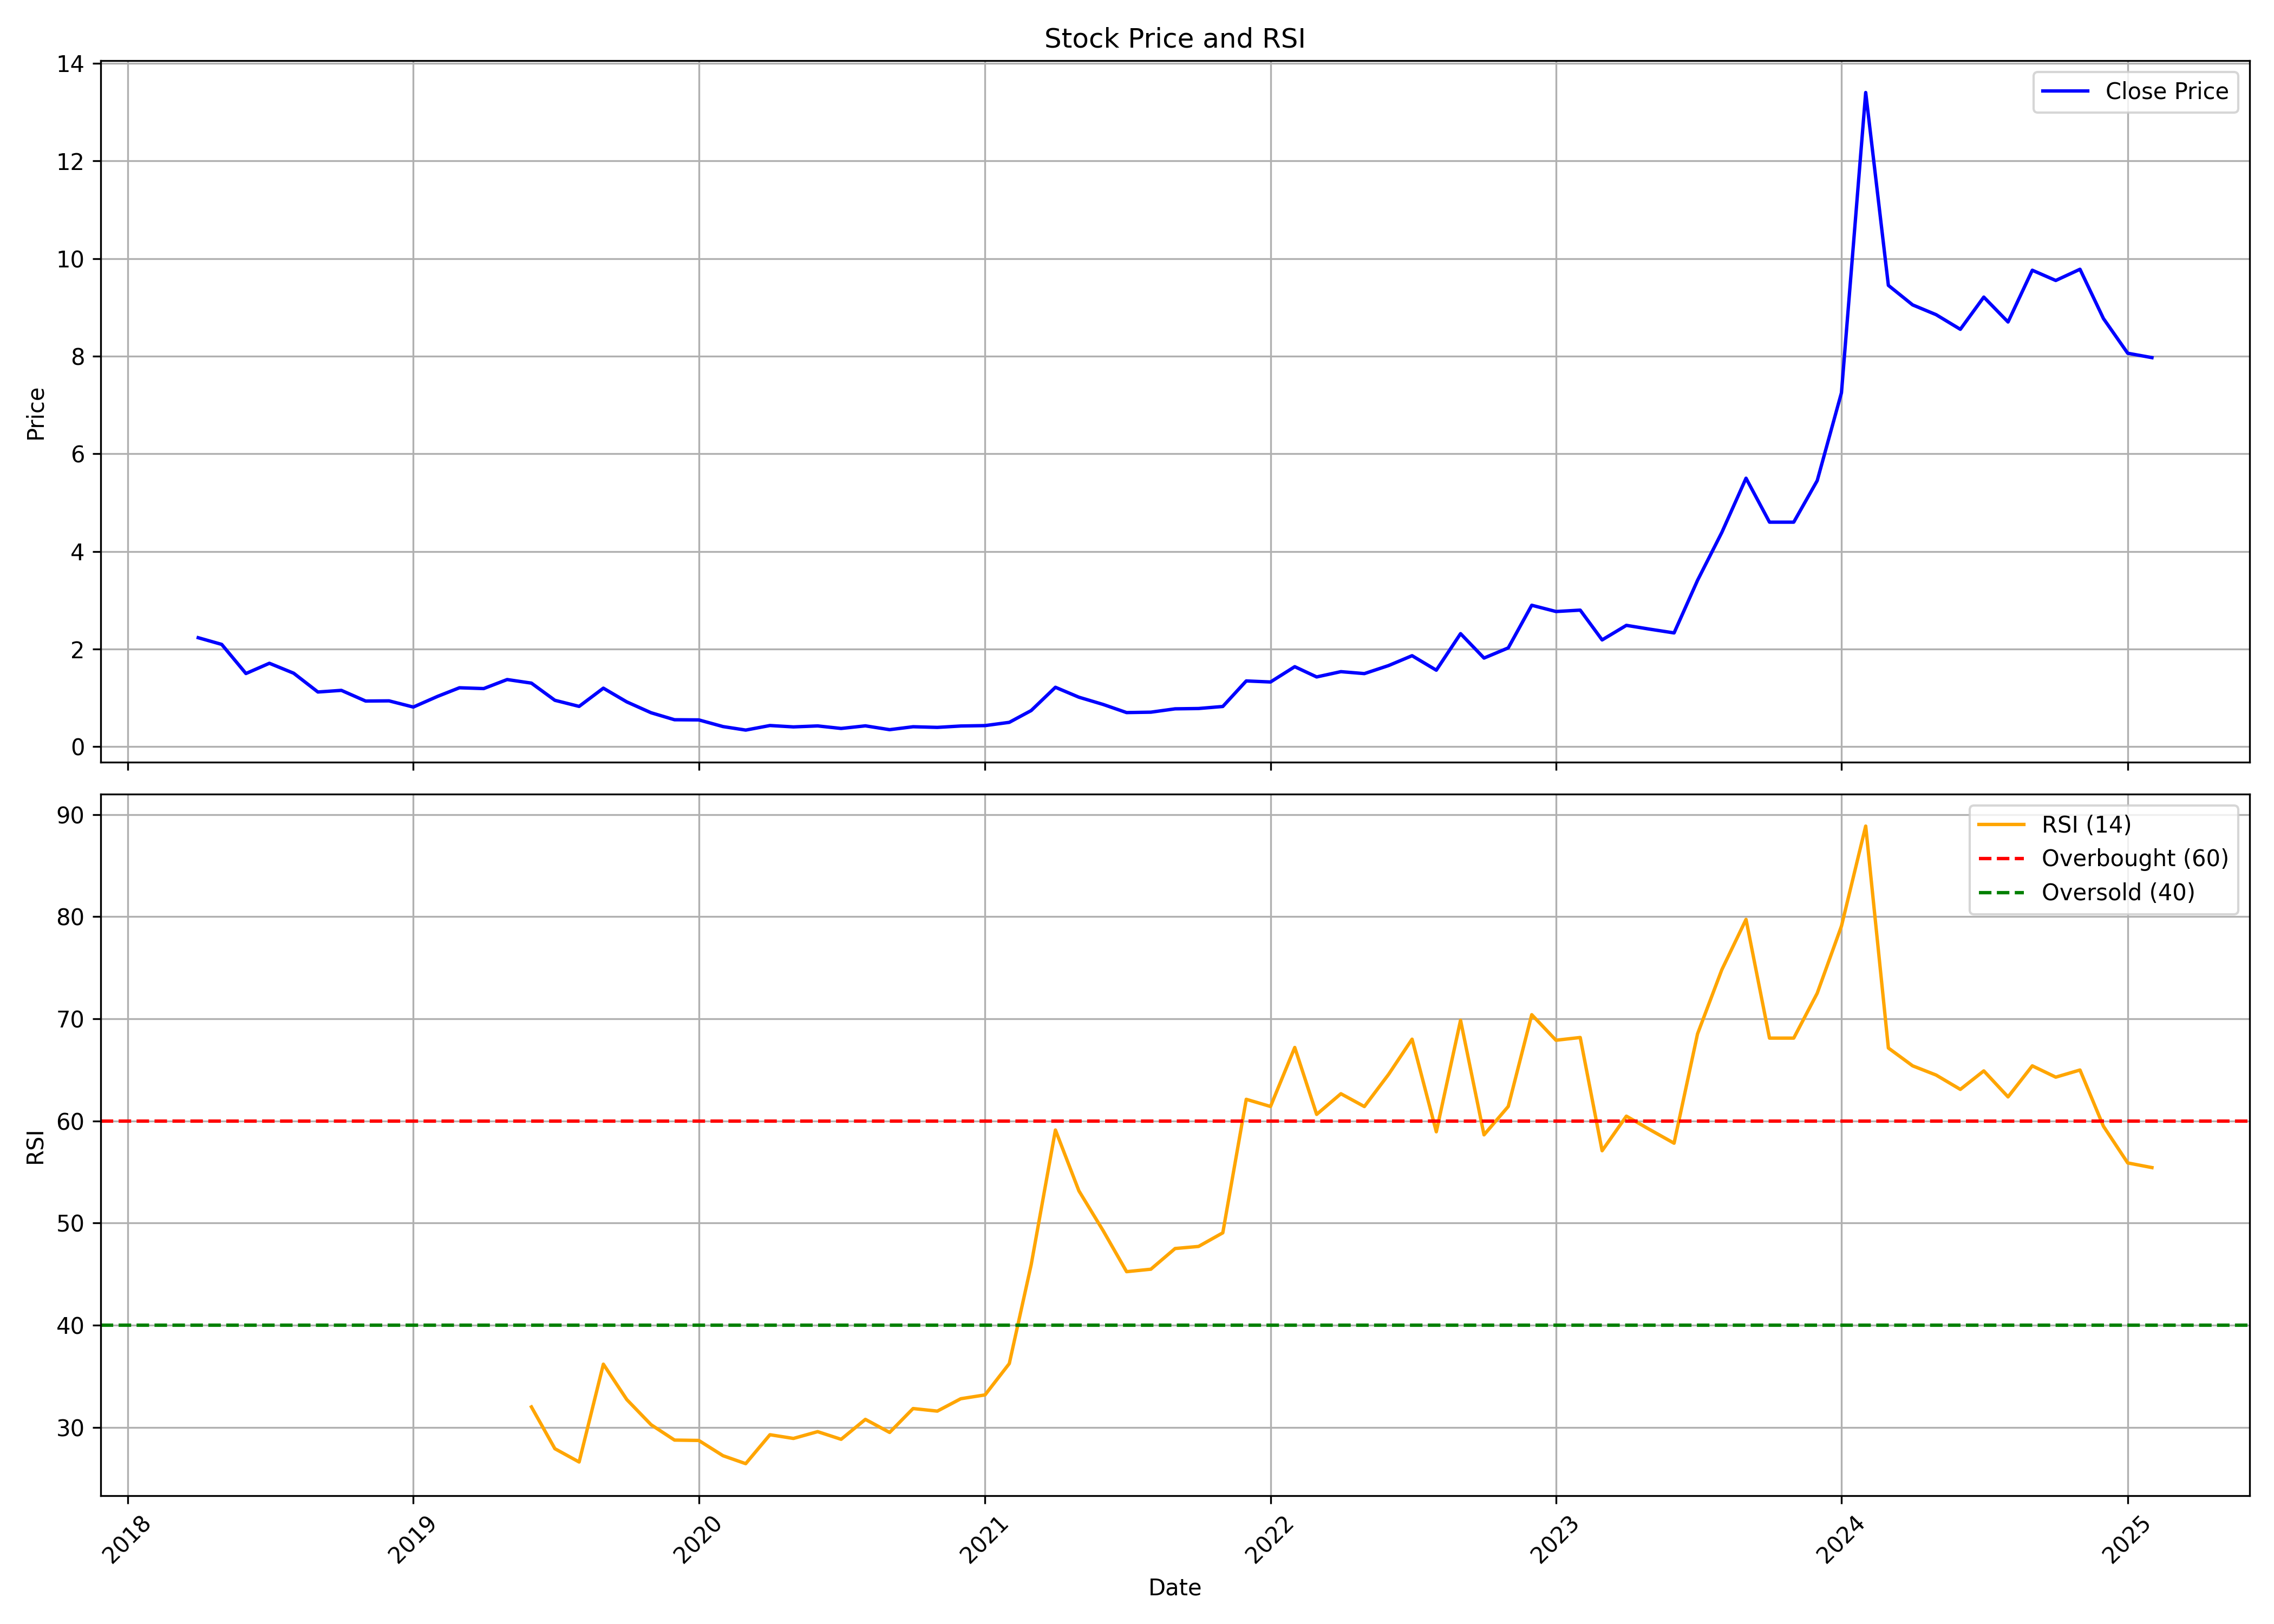 Stock Price and RSI
14
12
10
8
6
4
2
0
Price
Close Price
90
80
70
60
50
40
30
RSI
RSI (14)
Overbought (60)
Oversold (40)
2018
2019
2020
2021
2022
2023
2024
2025
Date